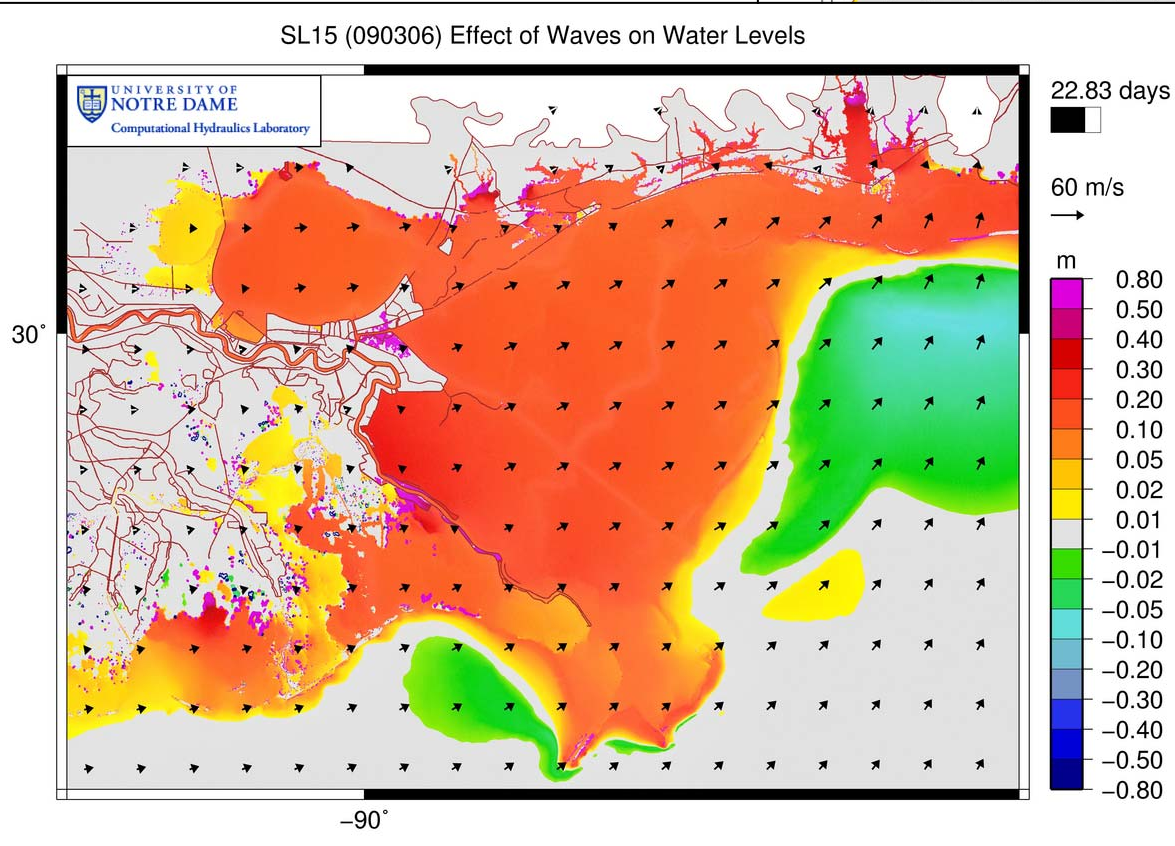 SL15 (090306) Effect of Waves on Water Levels
UNIVERSITY OF
NOTRE DAME
Computational Hydraulics Laboratory
22.83 days
60 m/s
m
0.80
0.50
0.40
0.30
0.20
0.10
0.05
0.02
0.01
−0.01
−0.02
−0.05
−0.10
−0.20
−0.30
−0.40
−0.50
−0.80
30˚
−90˚